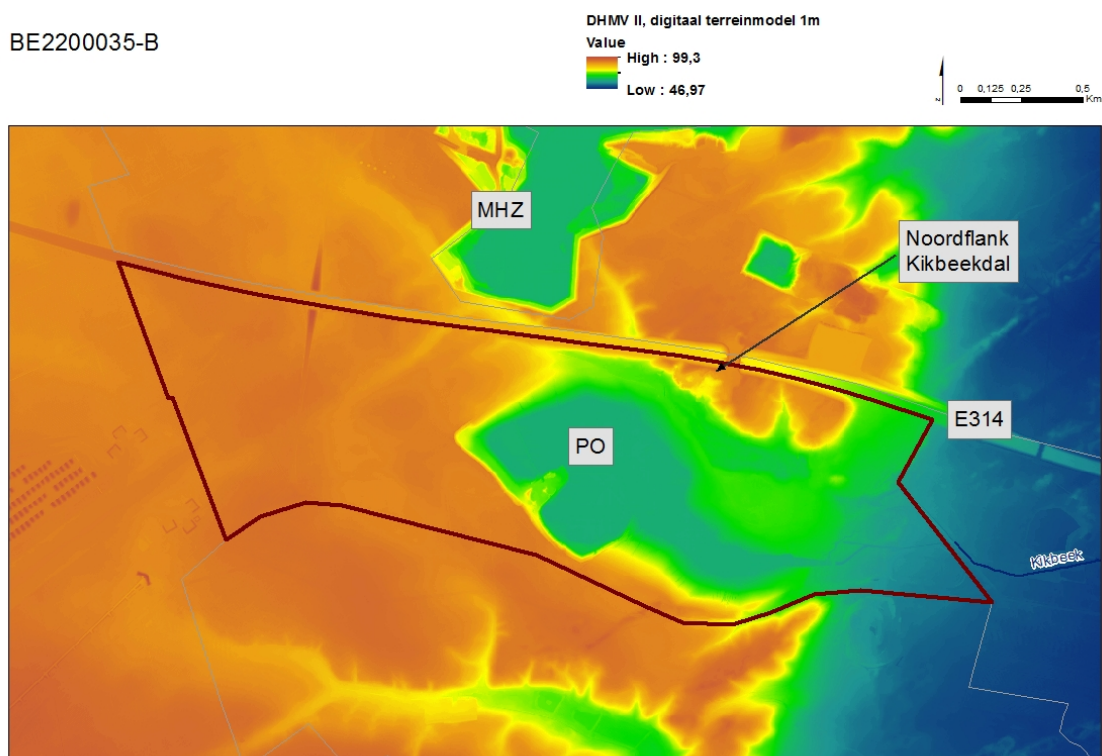 BE2200035-B
DHMV II, digitaal terreinmodel 1m
Value
High : 99,3
Low : 46,97
N
0 0,125 0,25 0,5
Km
MHZ
Noordflank
Kikbeekdal
PO
E314
Kikbeek